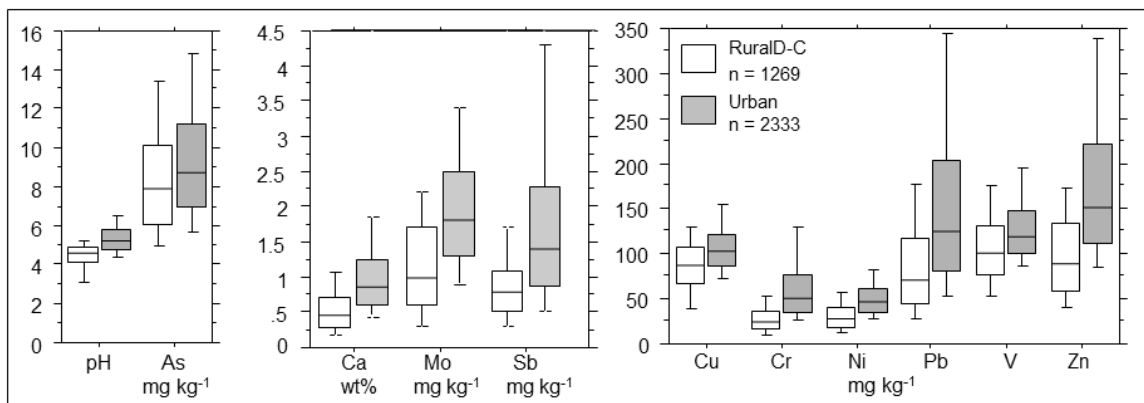 16
14
12
10
8
6
4
2
0
pH
As
mg kg-1
4.5
4
3.5
3
2.5
2
1.5
1
.5
0
Ca
Mo
Sb
wt%
mg kg-1
mg kg-1
350
300
250
200
150
100
50
0
RuralD-C
n = 1269
Urban
n = 2333
Cu
Cr
Ni
Pb
V
Zn
mg kg-1